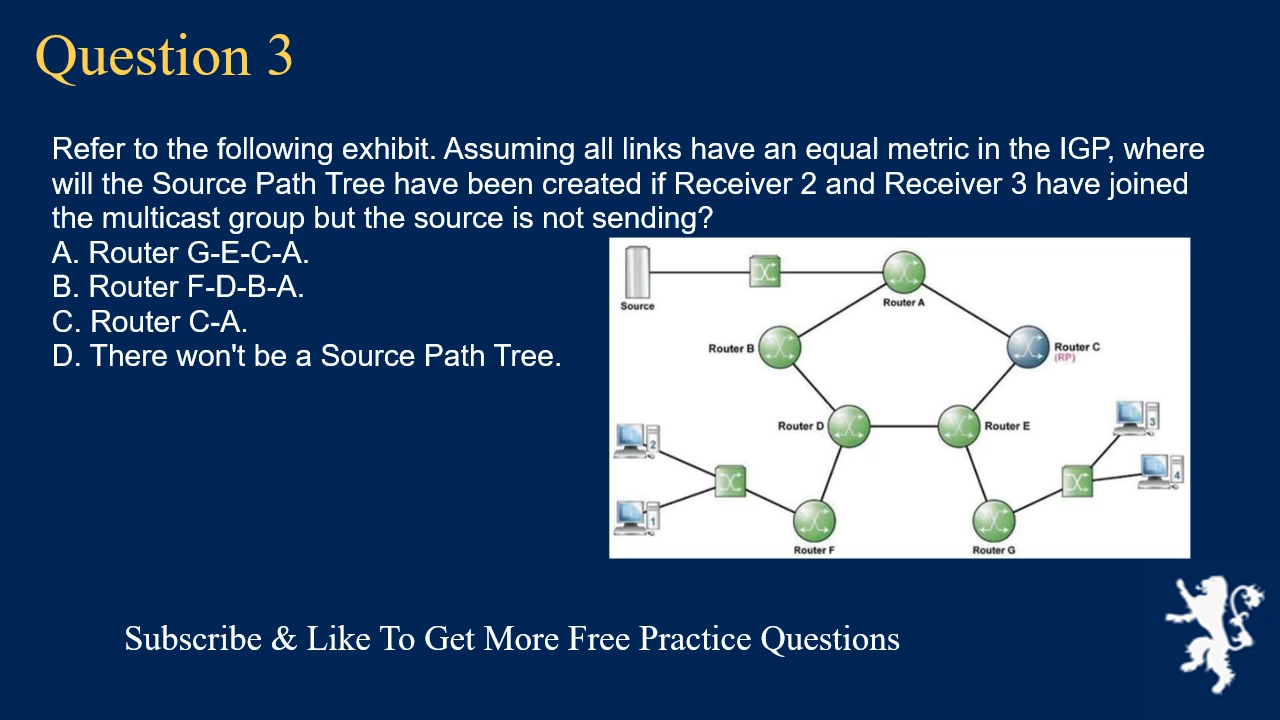 Question 3
Refer to the following exhibit. Assuming all links have an equal metric in the IGP, where
will the Source Path Tree have been created if Receiver 2 and Receiver 3 have joined
the multicast group but the source is not sending?
A. Router G-E-C-A.
B. Router F-D-B-A.
C. Router C-A.
D. There won't be a Source Path Tree.
Source
Router A
Router B
Router C
(RP)
Router D
Router E
3
2
4
1
Router F
Router G
Subscribe & Like To Get More Free Practice Questions